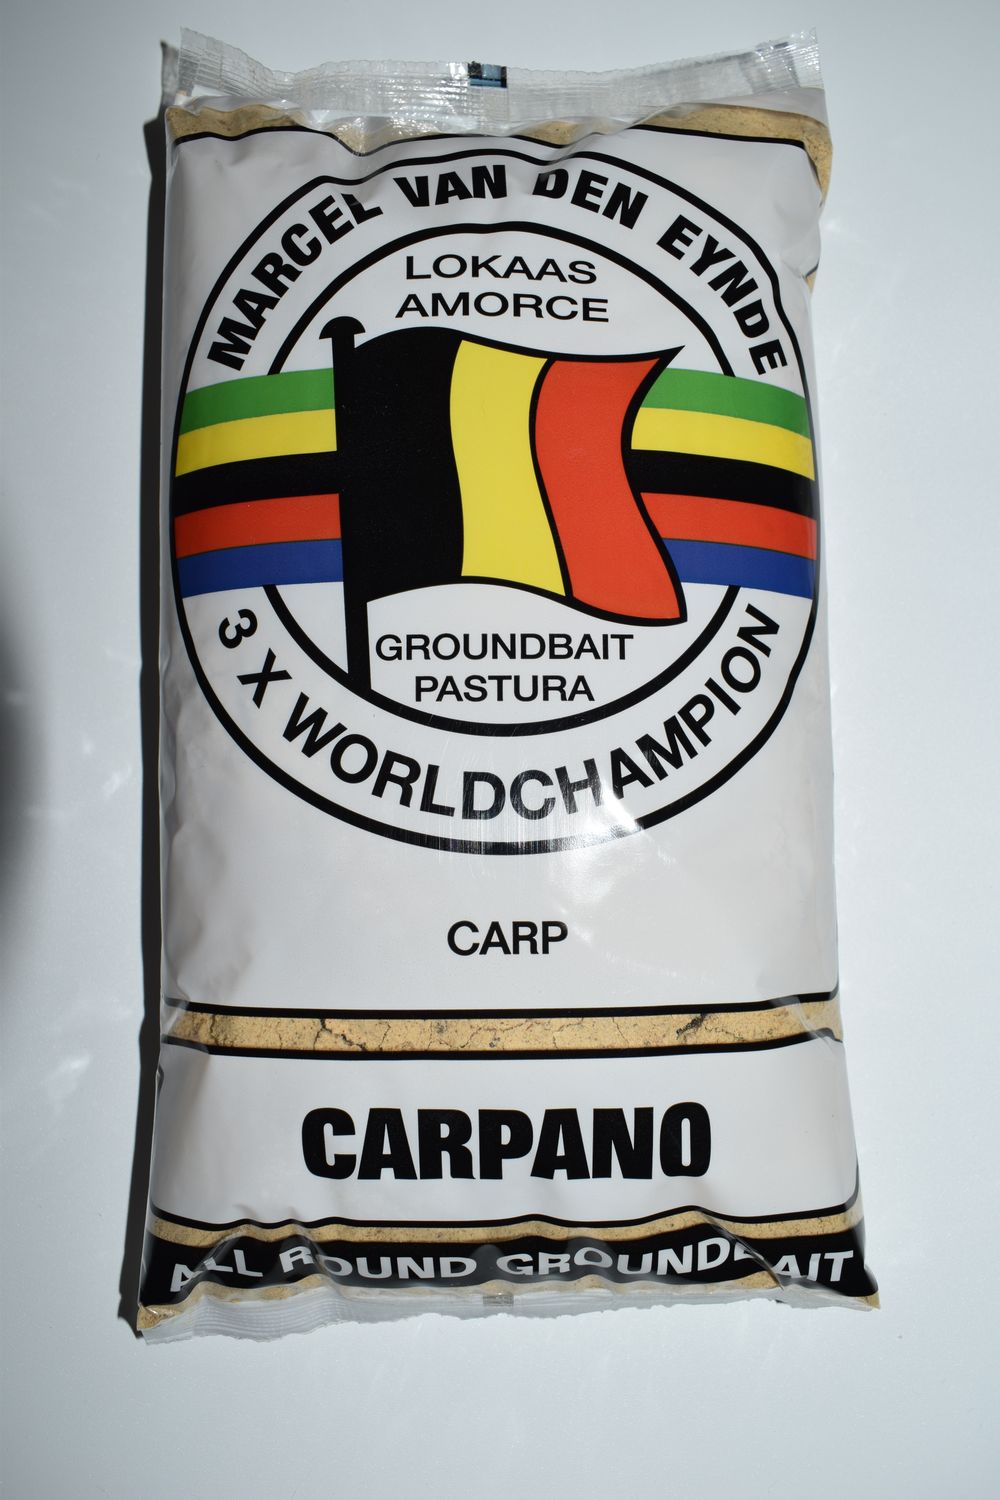 MARCEL VAN DEN EYNDE
LOKAAS
AMORCE
GROUNDBAIT
PASTURA
3 X WORLDCHAMPION
CARP
CARPANO
ALL ROUND GROUNDBAIT